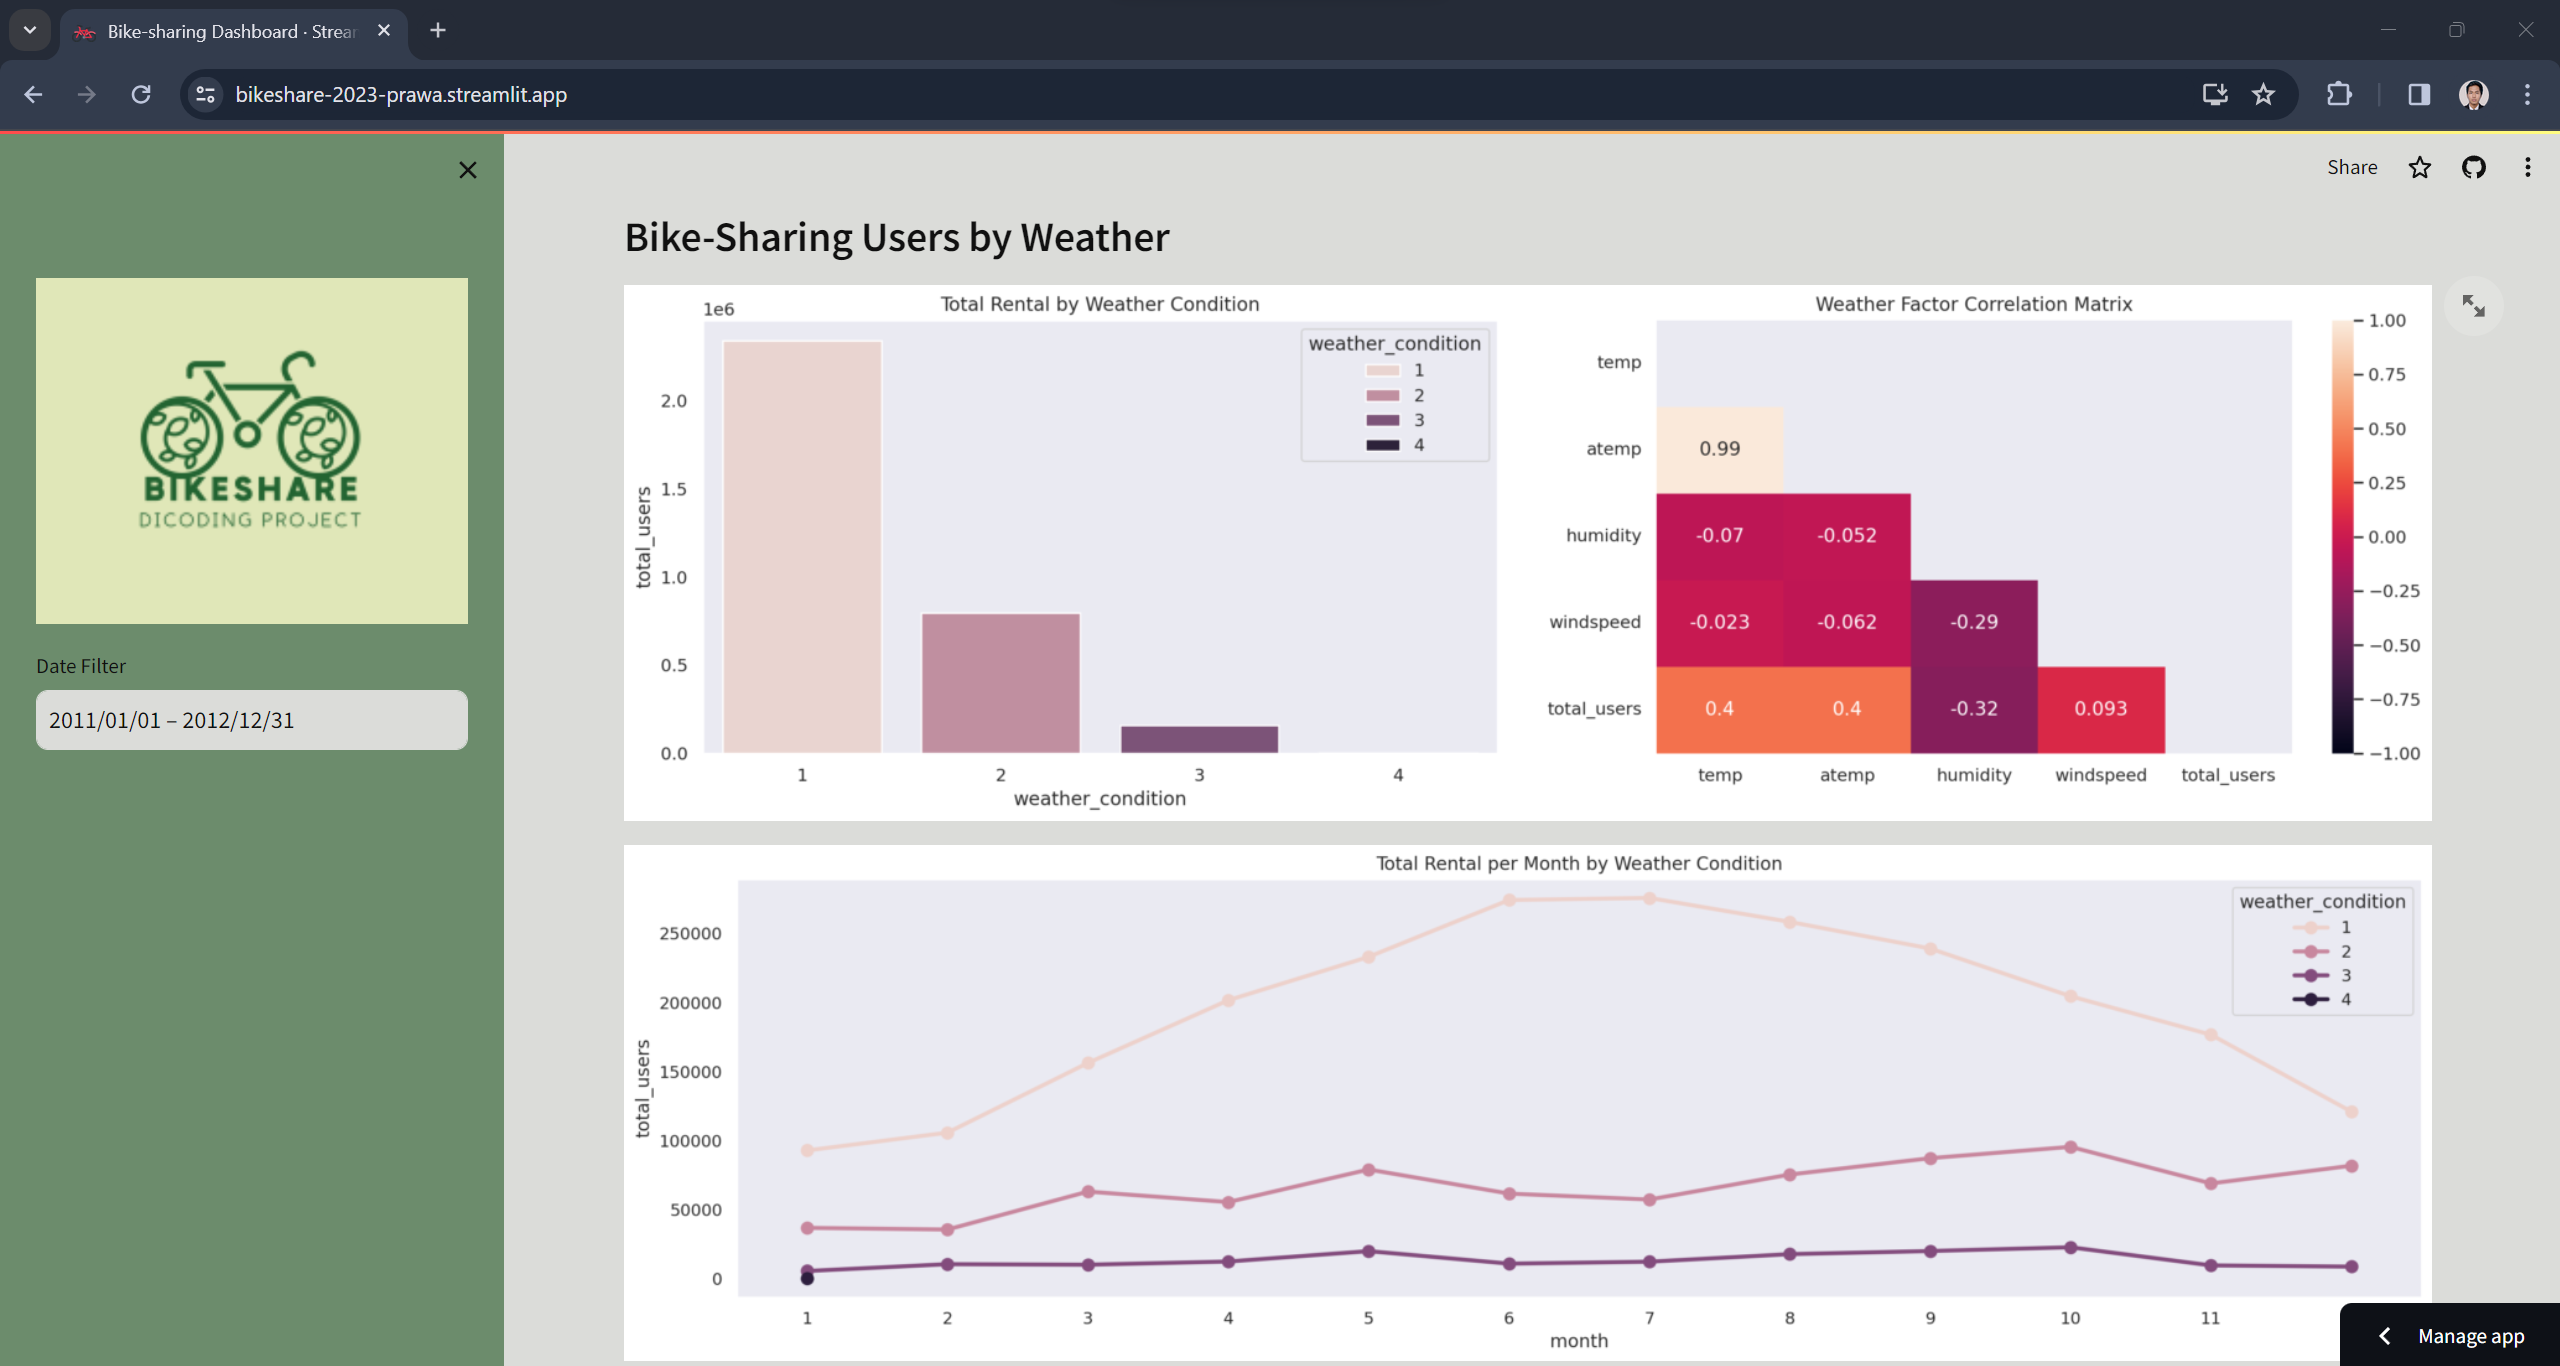 Bike-sharing Dashboard · Strear
bikeshare-2023-prawa.streamlit.app
Share
BIKESHARE
DICODING PROJECT
Date Filter
2011/01/01 – 2012/12/31
Bike-Sharing Users by Weather
Total Rental by Weather Condition
1e6
weather_condition
1
2
3
4
2.0
1.5
1.0
0.5
0.0
total_users
1 2 3 4
weather_condition
Weather Factor Correlation Matrix
temp
atemp 0.99
humidity -0.07 -0.052
windspeed -0.023 -0.062 -0.29
total_users 0.4 0.4 -0.32 0.093
temp atemp humidity windspeed total_users
1.00
0.75
0.50
0.25
0.00
−0.25
−0.50
−0.75
−1.00
Total Rental per Month by Weather Condition
weather_condition
1
2
3
4
250000
200000
150000
100000
50000
0
total_users
1 2 3 4 5 6 7 8 9 10 11
month
Manage app